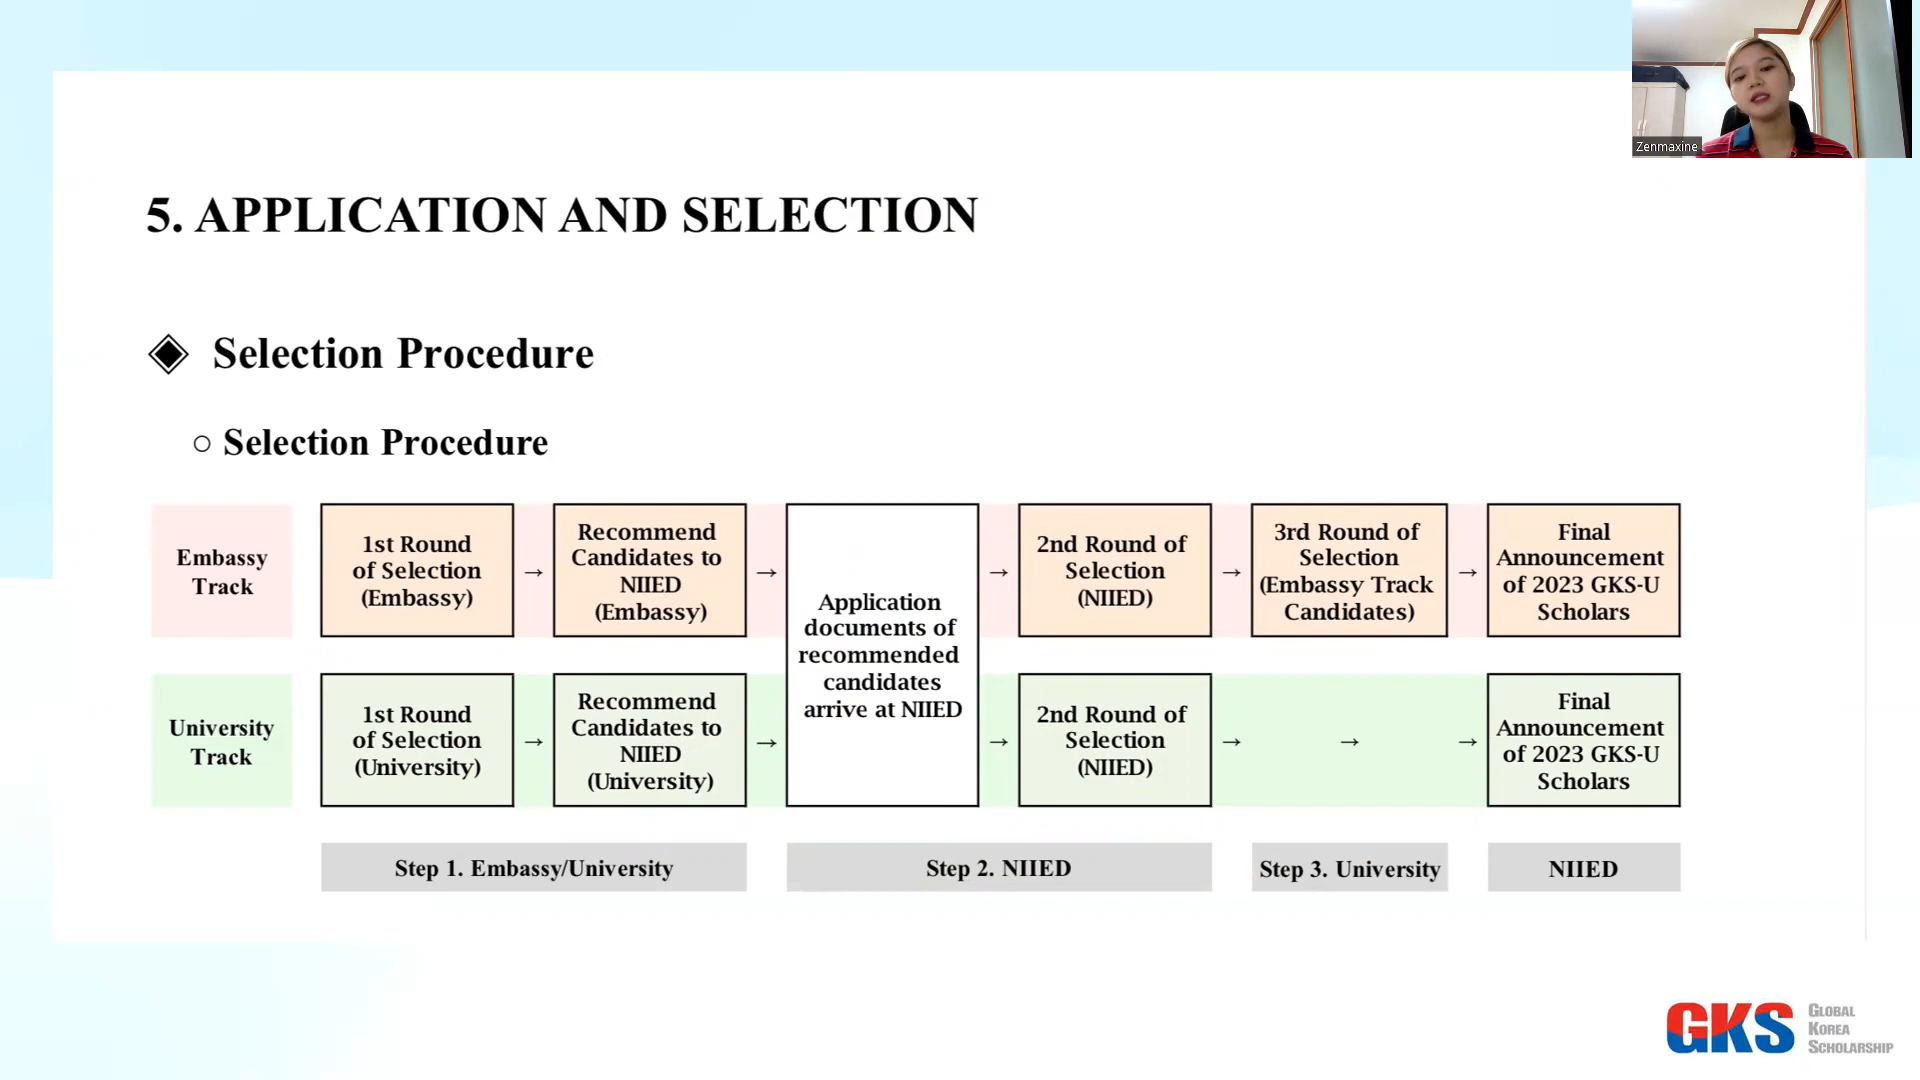 Zenmaxine
5. APPLICATION AND SELECTION
◈ Selection Procedure
○ Selection Procedure
Embassy
Track
1st Round
of Selection
(Embassy)
→
Recommend
Candidates to
NIIED
(Embassy)
→
Application
documents of
recommended
candidates
arrive at NIIED
→
2nd Round of
Selection
(NIIED)
→
3rd Round of
Selection
(Embassy Track
Candidates)
→
Final
Announcement
of 2023 GKS-U
Scholars
University
Track
1st Round
of Selection
(University)
→
Recommend
Candidates to
NIIED
(University)
→
→
2nd Round of
Selection
(NIIED)
→
→
→
Final
Announcement
of 2023 GKS-U
Scholars
Step 1. Embassy/University
Step 2. NIIED
Step 3. University
NIIED
GKS
GLOBAL
KOREA
SCHOLARSHIP